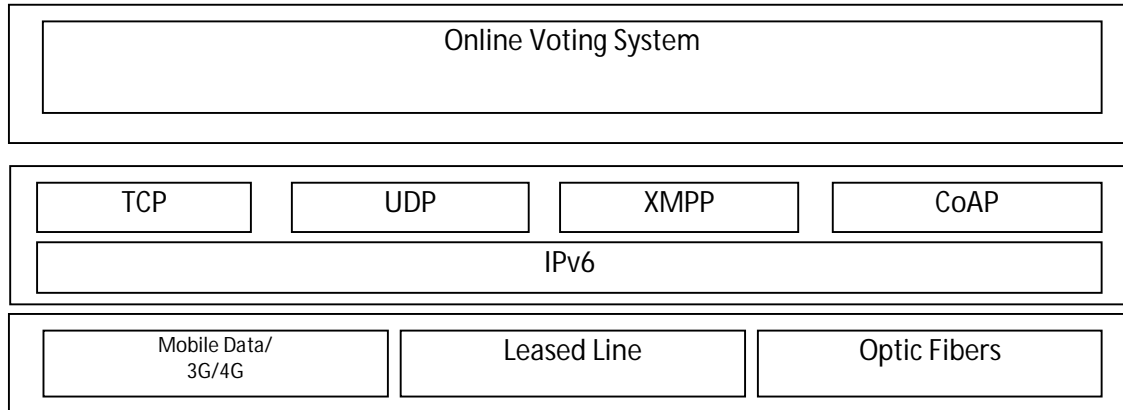 Online Voting System
TCP
UDP
XMPP
CoAP
IPv6
Mobile Data/
3G/4G
Leased Line
Optic Fibers